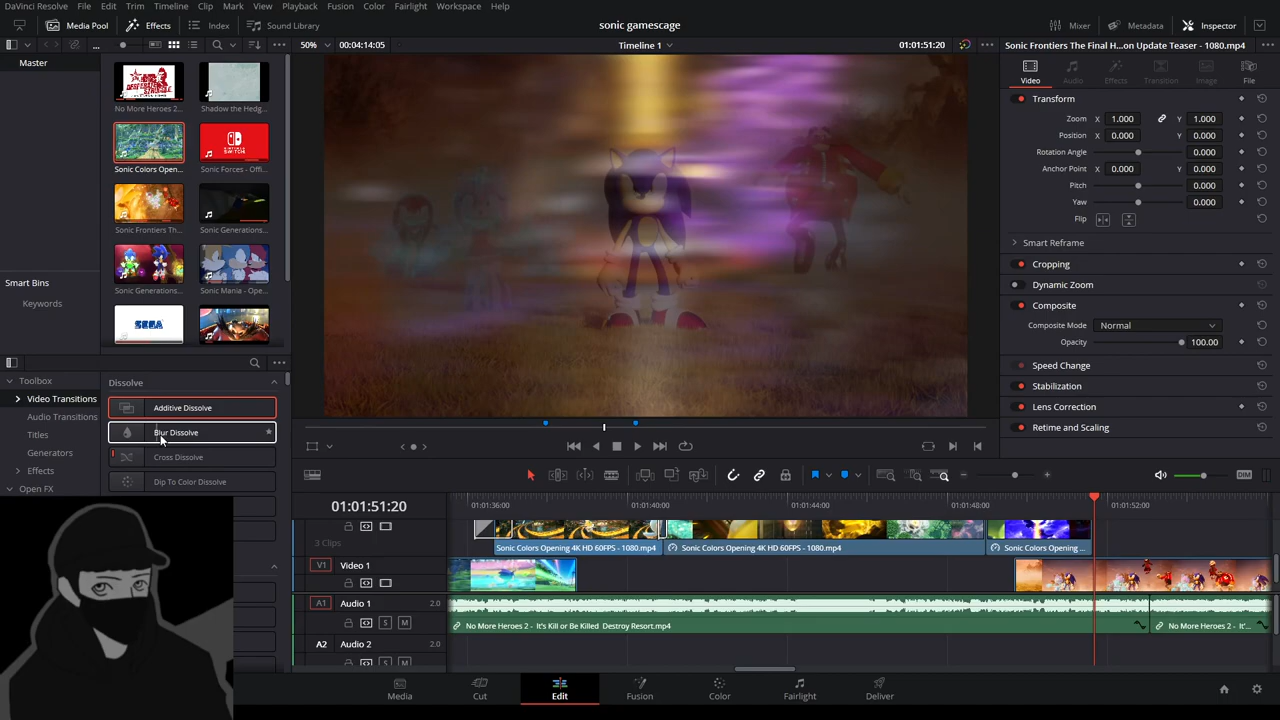 DaVinci Resolve File Edit Trim Timeline Clip Mark View Playback Fusion Color Fairlight Workspace Help
Media Pool Effects Index Sound Library sonic gamescage Mixer Metadata Inspector
... 50% 00:04:14:05 Timeline 1 01:01:51:20 Sonic Frontiers The Final H...on Update Teaser - 1080.mp4
Master
Video Audio Effects Transition Image File
No More Heroes 2... Shadow the Hedg...
Transform
Zoom X 1.000 Y 1.000
Position X 0.000 Y 0.000
NINTENDO SWITCH
Rotation Angle 0.000
Sonic Colors Open... Sonic Forces - Offi...
Anchor Point X 0.000 Y 0.000
Pitch 0.000
Yaw 0.000
Flip
Sonic Frontiers Th... Sonic Generations...
Smart Reframe
Cropping
Smart Bins
Dynamic Zoom
Sonic Generations... Sonic Mania - Ope...
Keywords
Composite
SEGA
Composite Mode Normal
Opacity 100.00
Speed Change
Toolbox
Dissolve
Stabilization
Video Transitions
Additive Dissolve
Lens Correction
Audio Transitions
Titles
Blur Dissolve
Retime and Scaling
Generators
Cross Dissolve
Effects
Dip To Color Dissolve
Open FX
DIM
01:01:51:20
01:01:36:00 01:01:40:00 01:01:44:00 01:01:48:00 01:01:52:00
3 Clips
Sonic Colors Opening 4K HD 60FPS - 1080.mp4 Sonic Colors Opening 4K HD 60FPS - 1080.mp4 Sonic Colors Opening ...
V1 Video 1
A1 Audio 1 2.0
S M
No More Heroes 2 - It's Kill or Be Killed Destroy Resort.mp4 No More Heroes 2 - It'...
A2 Audio 2 2.0
S M
Media Cut Edit Fusion Color Fairlight Deliver